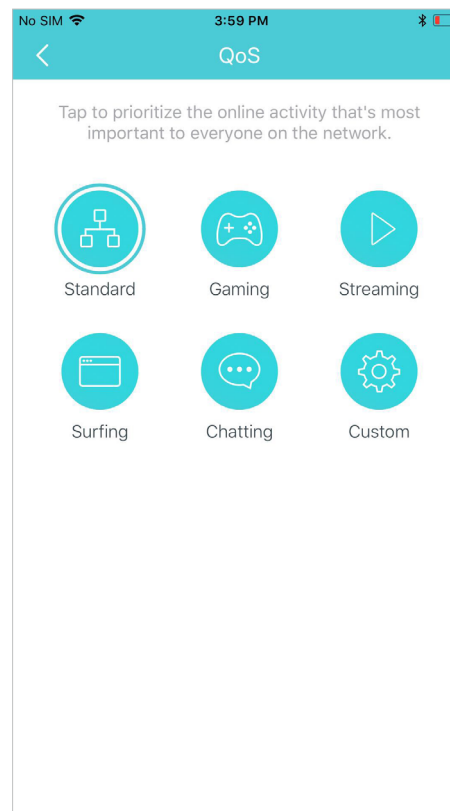 No SIM 3:59 PM
QoS
Tap to prioritize the online activity that's most
important to everyone on the network.
Standard Gaming Streaming
Surfing Chatting Custom